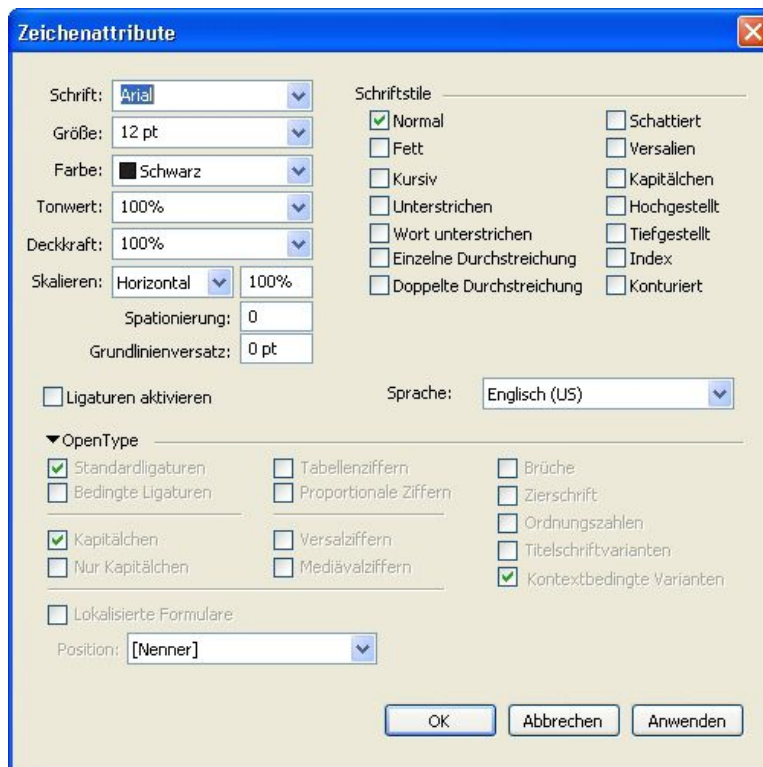 Zeichenattribute
Schrift: Arial
Größe: 12 pt
Farbe: Schwarz
Tonwert: 100%
Deckkraft: 100%
Skalieren: Horizontal 100%
Spationierung: 0
Grundlinienversatz: 0 pt
Schriftstile
Normal
Schattiert
Fett
Versalien
Kursiv
Kapitälchen
Unterstrichen
Hochgestellt
Wort unterstrichen
Tiefgestellt
Einzelne Durchstreichung
Index
Doppelte Durchstreichung
Konturiert
Ligaturen aktivieren
Sprache: Englisch (US)
OpenType
Standardligaturen
Bedingte Ligaturen
Kapitälchen
Nur Kapitälchen
Tabellenziffern
Proportionale Ziffern
Versalziffern
Mediävalziffern
Brüche
Zierschrift
Ordnungszahlen
Titelschriftvarianten
Kontextbedingte Varianten
Lokalisierte Formulare
Position: [Nenner]
OK
Abbrechen
Anwenden